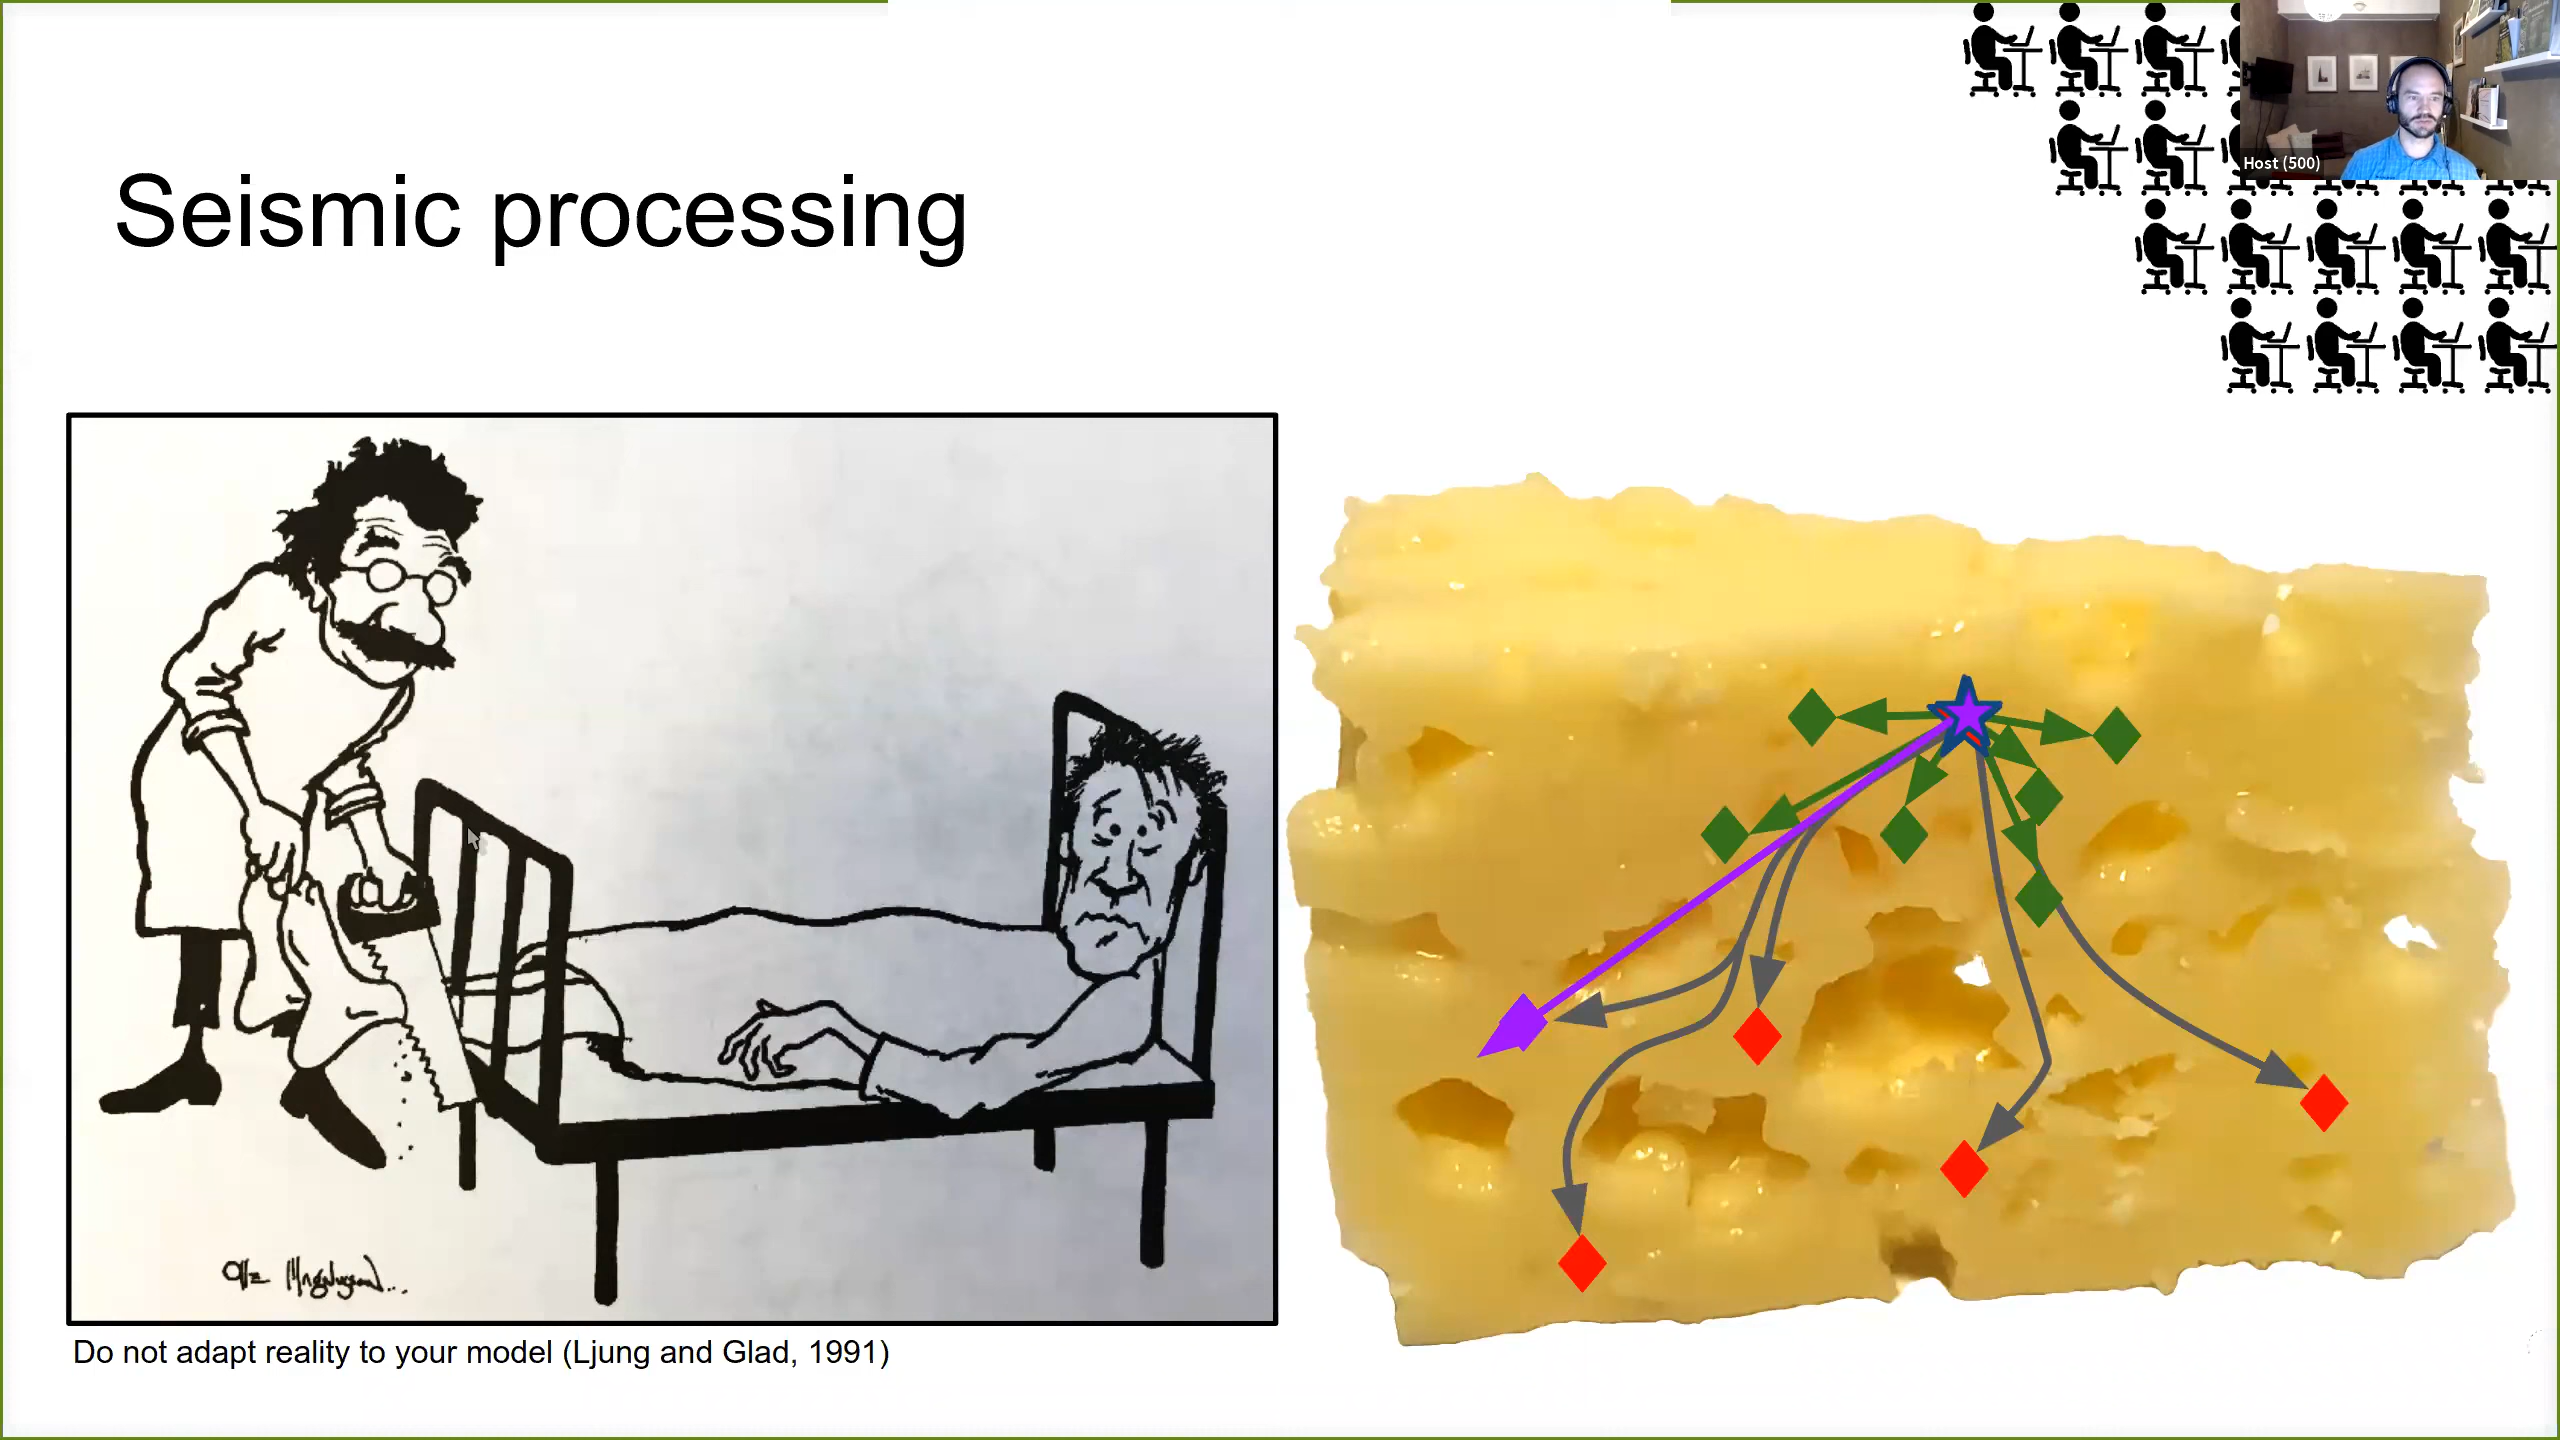 Host (500)
Seismic processing
Do not adapt reality to your model (Ljung and Glad, 1991)